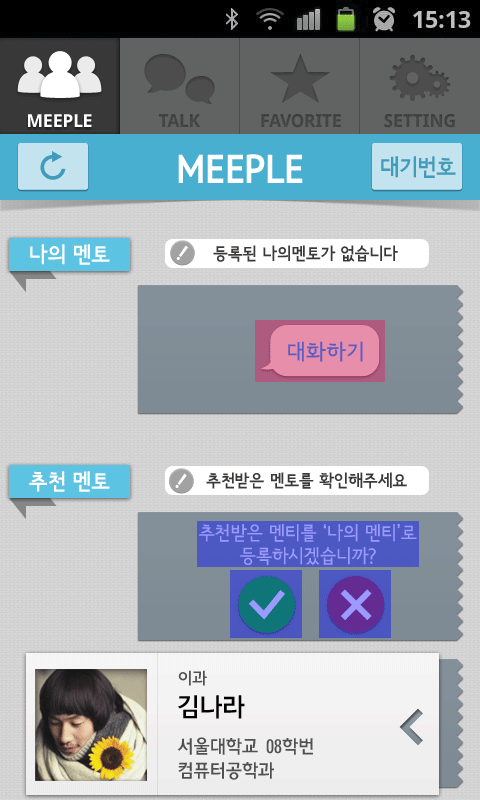 15:13
MEEPLE
TALK
FAVORITE
SETTING
MEEPLE
대기번호
나의 멘토
등록된 나의멘토가 없습니다
대화하기
추천 멘토
추천받은 멘토를 확인해주세요
추천받은 멘티를 ‘나의 멘티’로
등록하시겠습니까?
이과
김나라
서울대학교 08학번
컴퓨터공학과